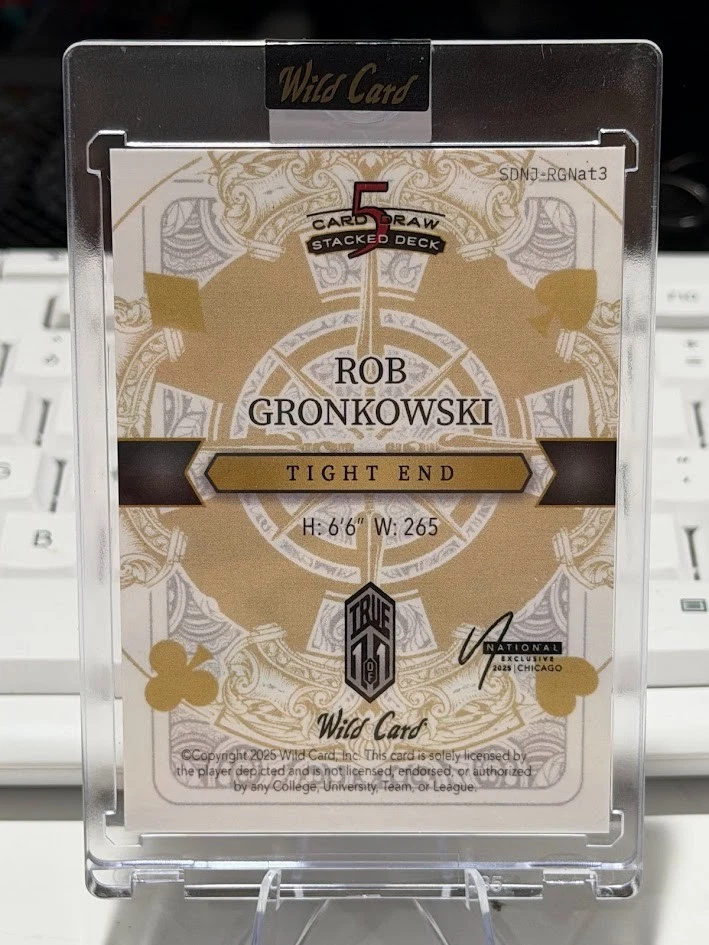 Wild Card
SDNJ-RGNat3
5
CARD DRAW
STACKED DECK
ROB
GRONKOWSKI
TIGHT END
H: 6'6" W: 265
TRUE
1
OF
1
NATIONAL
EXCLUSIVE
2025 | CHICAGO
Wild Card
©Copyright 2025 Wild Card, Inc. This card is solely licensed by
the player depicted and is not licensed, endorsed, or authorized
by any College, University, Team, or League.
F10
B